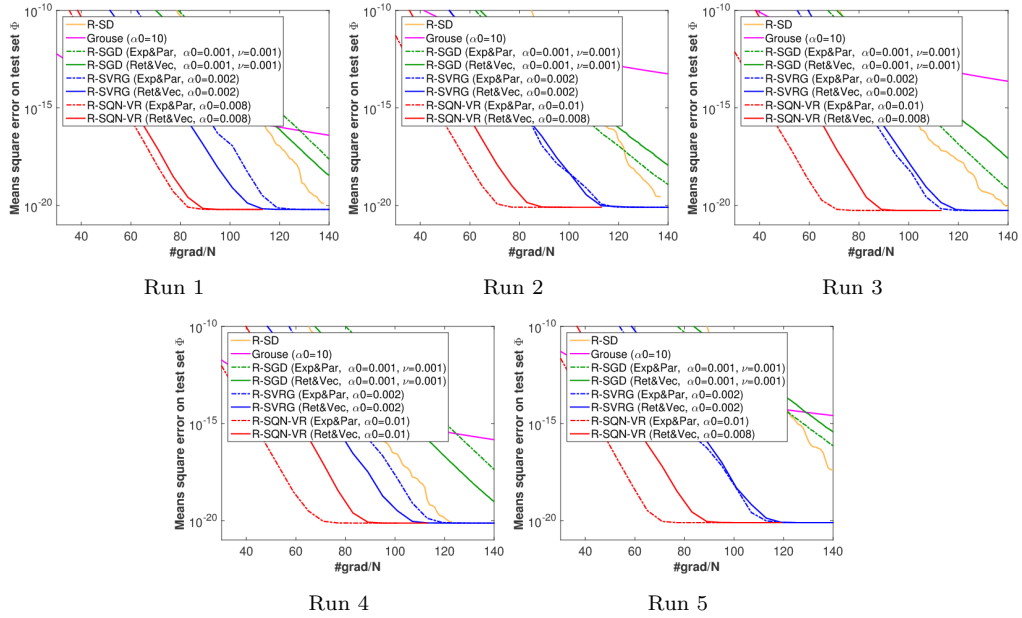 Means square error on test set Φ
10^-10
10^-15
10^-20
R-SD
Grouse (α0=10)
R-SGD (Exp&Par, α0=0.001, ν=0.001)
R-SGD (Ret&Vec, α0=0.001, ν=0.001)
R-SVRG (Exp&Par, α0=0.002)
R-SVRG (Ret&Vec, α0=0.002)
R-SQN-VR (Exp&Par, α0=0.008)
R-SQN-VR (Ret&Vec, α0=0.008)
40 60 80 100 120 140
#grad/N
Run 1
Means square error on test set Φ
10^-10
10^-15
10^-20
R-SD
Grouse (α0=10)
R-SGD (Exp&Par, α0=0.001, ν=0.001)
R-SGD (Ret&Vec, α0=0.001, ν=0.001)
R-SVRG (Exp&Par, α0=0.002)
R-SVRG (Ret&Vec, α0=0.002)
R-SQN-VR (Exp&Par, α0=0.01)
R-SQN-VR (Ret&Vec, α0=0.008)
40 60 80 100 120 140
#grad/N
Run 2
Means square error on test set Φ
10^-10
10^-15
10^-20
R-SD
Grouse (α0=10)
R-SGD (Exp&Par, α0=0.001, ν=0.001)
R-SGD (Ret&Vec, α0=0.001, ν=0.001)
R-SVRG (Exp&Par, α0=0.002)
R-SVRG (Ret&Vec, α0=0.002)
R-SQN-VR (Exp&Par, α0=0.01)
R-SQN-VR (Ret&Vec, α0=0.008)
40 60 80 100 120 140
#grad/N
Run 3
Means square error on test set Φ
10^-10
10^-15
10^-20
R-SD
Grouse (α0=10)
R-SGD (Exp&Par, α0=0.001, ν=0.001)
R-SGD (Ret&Vec, α0=0.001, ν=0.001)
R-SVRG (Exp&Par, α0=0.002)
R-SVRG (Ret&Vec, α0=0.002)
R-SQN-VR (Exp&Par, α0=0.01)
R-SQN-VR (Ret&Vec, α0=0.01)
40 60 80 100 120 140
#grad/N
Run 4
Means square error on test set Φ
10^-10
10^-15
10^-20
R-SD
Grouse (α0=10)
R-SGD (Exp&Par, α0=0.001, ν=0.001)
R-SGD (Ret&Vec, α0=0.001, ν=0.001)
R-SVRG (Exp&Par, α0=0.002)
R-SVRG (Ret&Vec, α0=0.002)
R-SQN-VR (Exp&Par, α0=0.01)
R-SQN-VR (Ret&Vec, α0=0.008)
40 60 80 100 120 140
#grad/N
Run 5